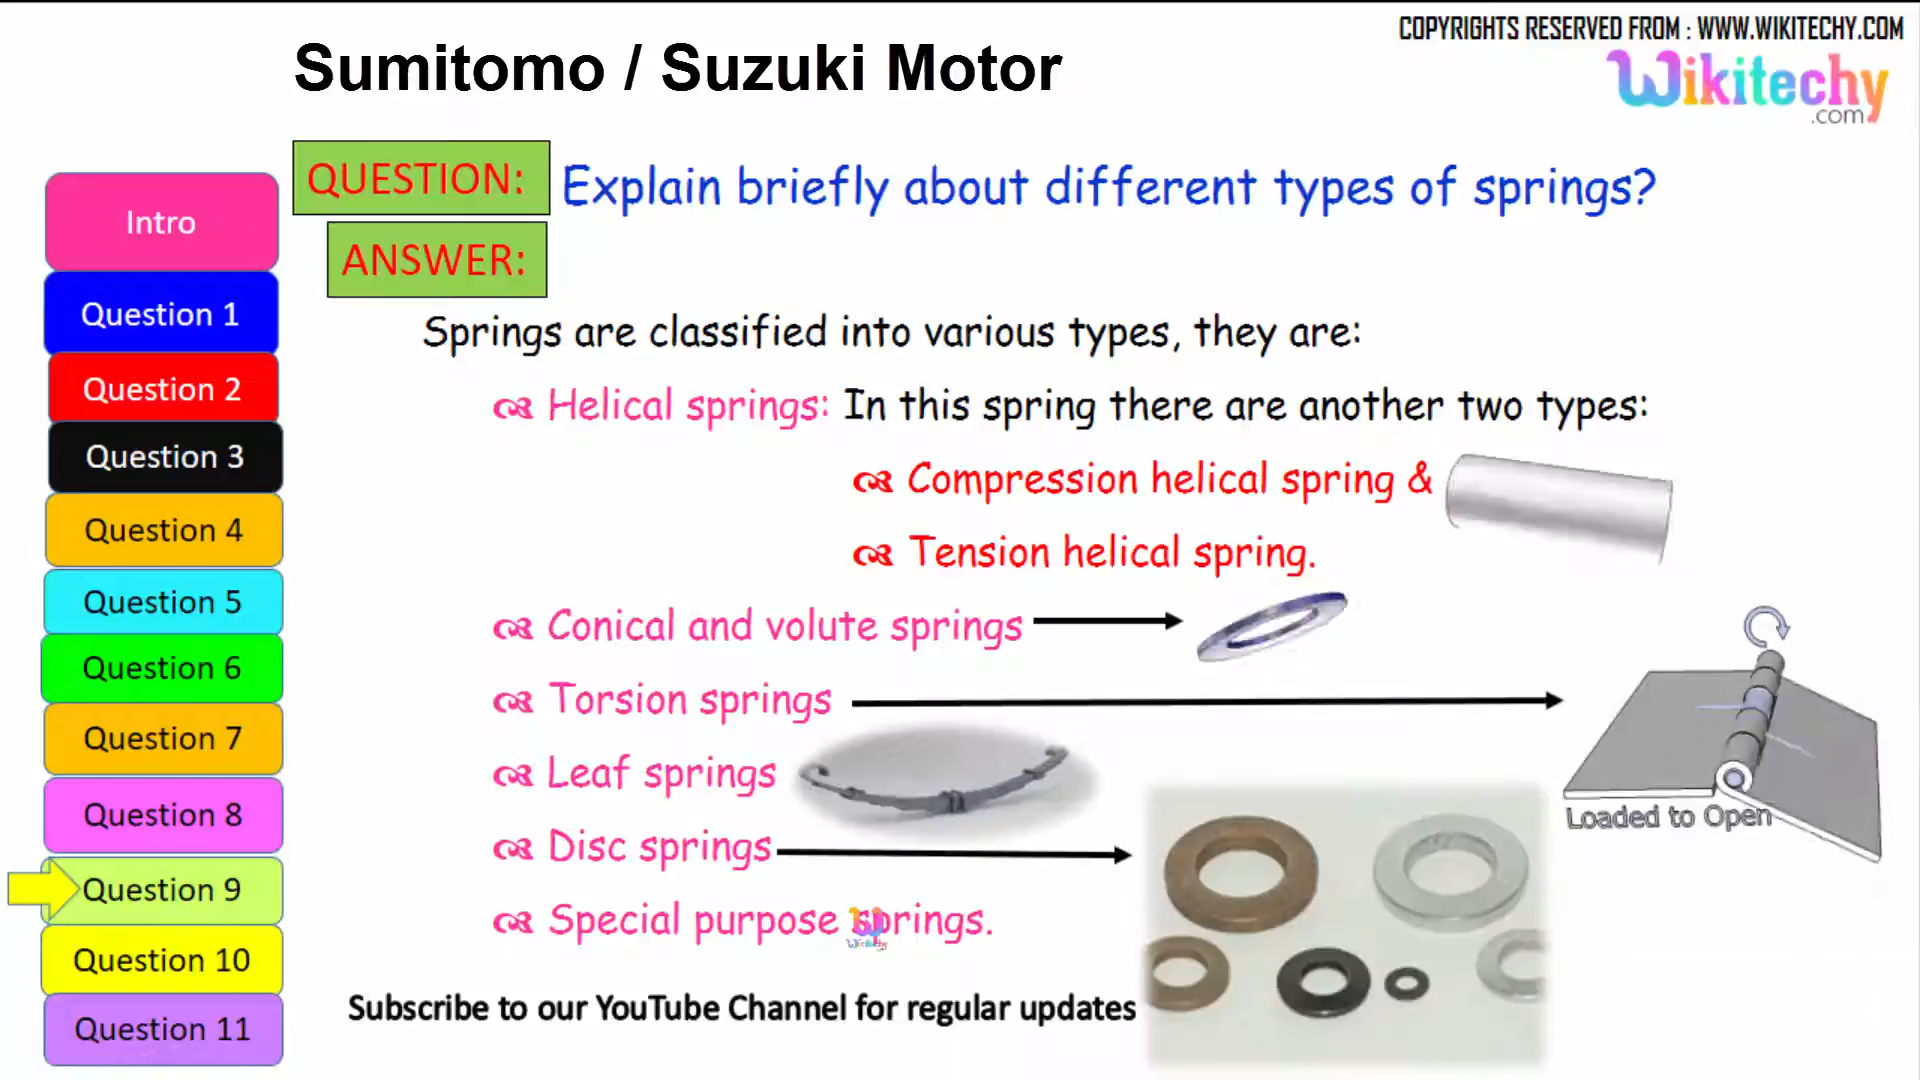 COPYRIGHTS RESERVED FROM : WWW.WIKITECHY.COM
Sumitomo / Suzuki Motor
Wikitechy
.com
QUESTION: Explain briefly about different types of springs?
ANSWER:
Springs are classified into various types, they are:
Helical springs: In this spring there are another two types:
Compression helical spring &
Tension helical spring.
Conical and volute springs
Torsion springs
Leaf springs
Loaded to Open
Disc springs
Special purpose springs.
Wikitechy
Subscribe to our YouTube Channel for regular updates
Intro
Question 1
Question 2
Question 3
Question 4
Question 5
Question 6
Question 7
Question 8
Question 9
Question 10
Question 11